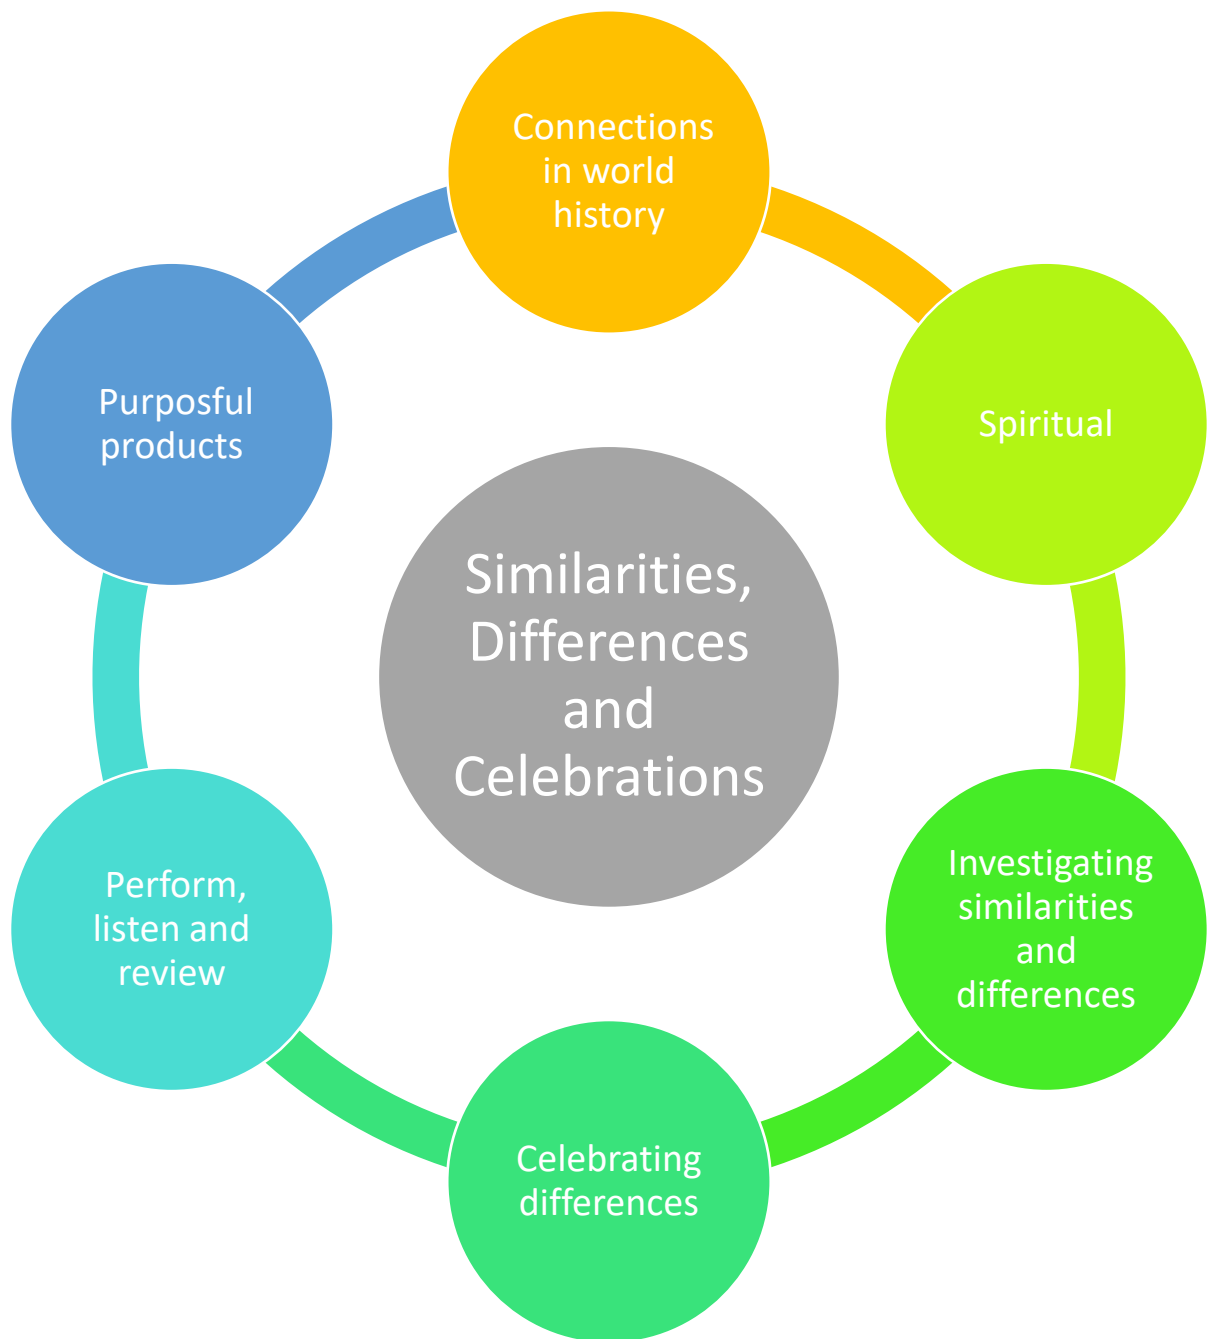 Connections
in world
history
Spiritual
Investigating
similarities
and
differences
Celebrating
differences
Perform,
listen and
review
Purposful
products
Similarities,
Differences
and
Celebrations